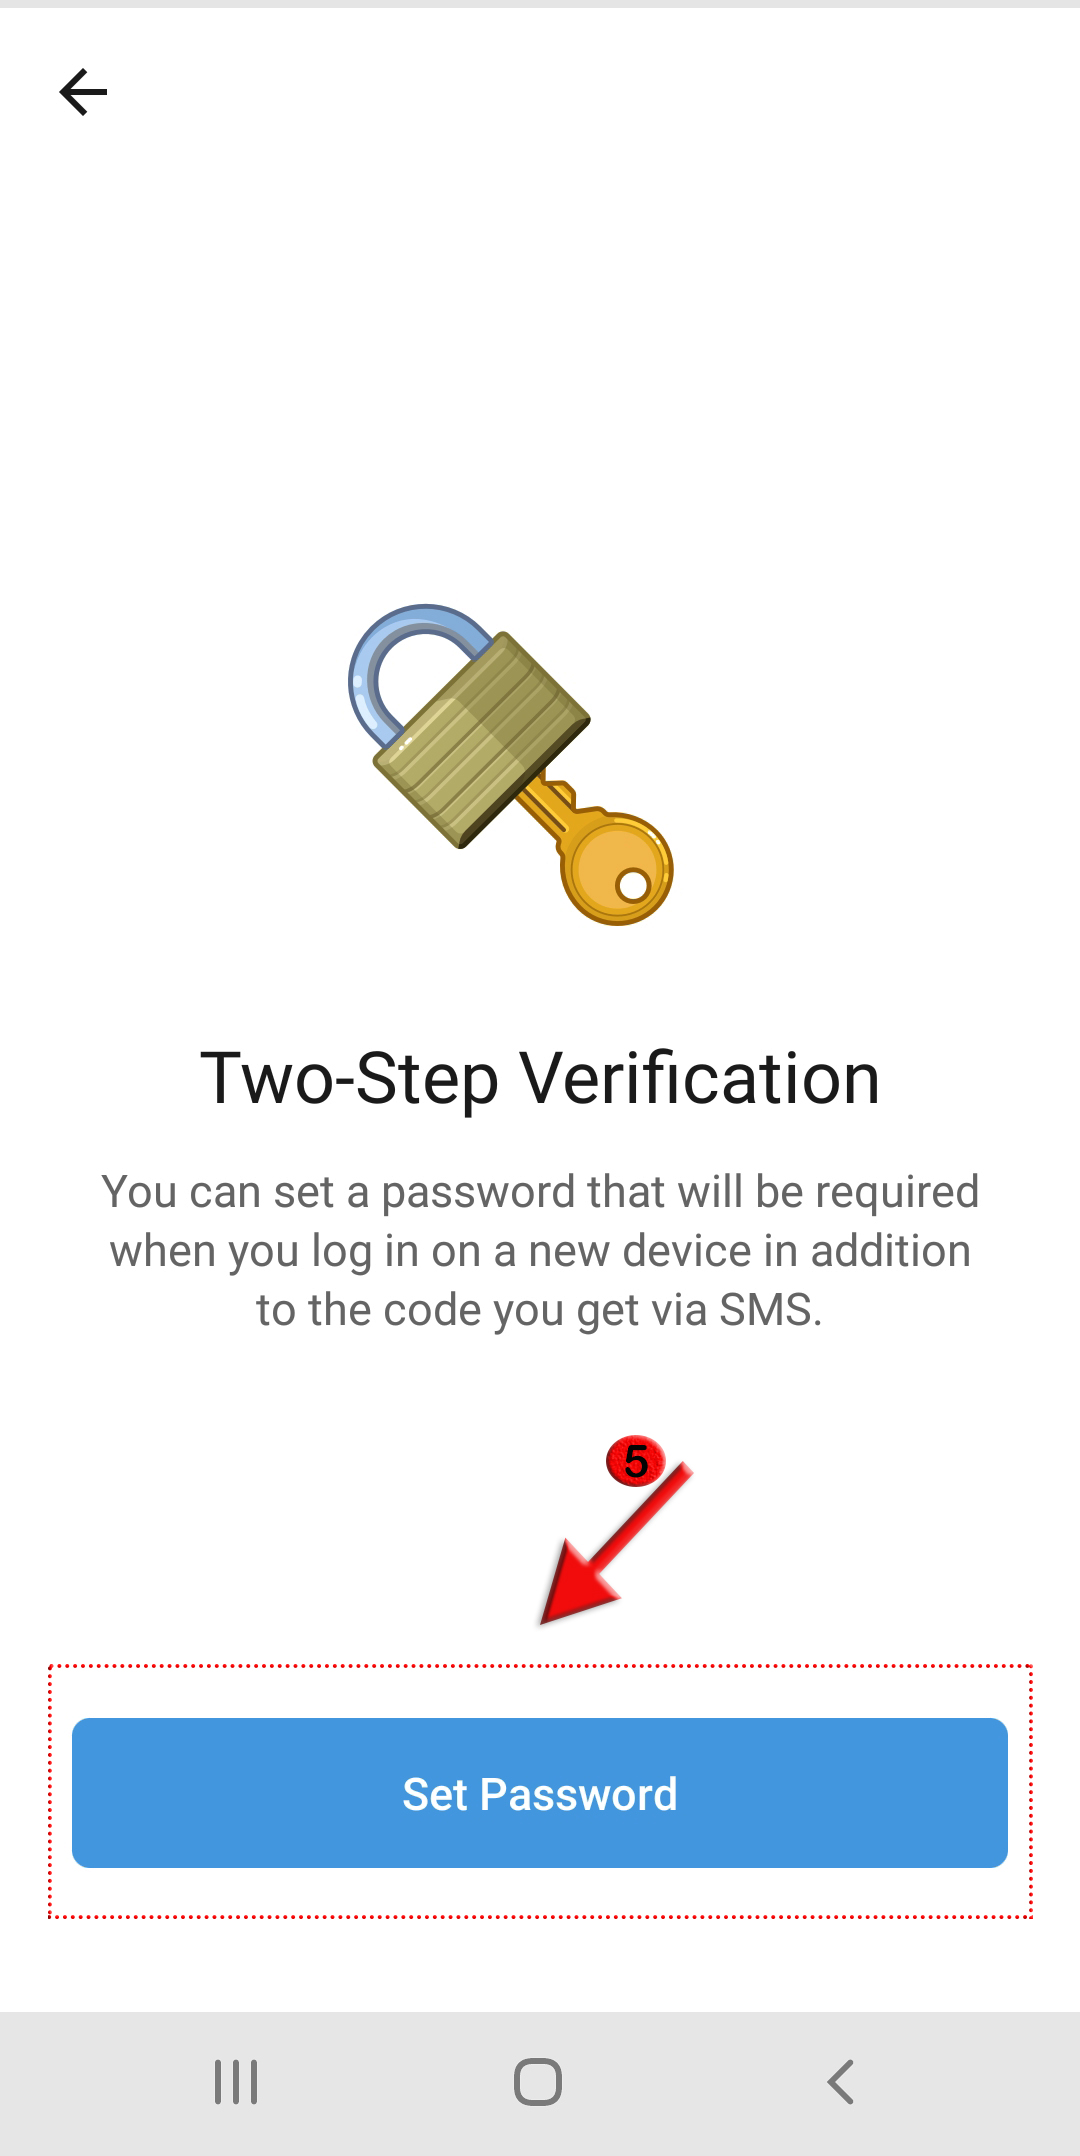 Two-Step Verification
You can set a password that will be required
when you log in on a new device in addition
to the code you get via SMS.
5
Set Password